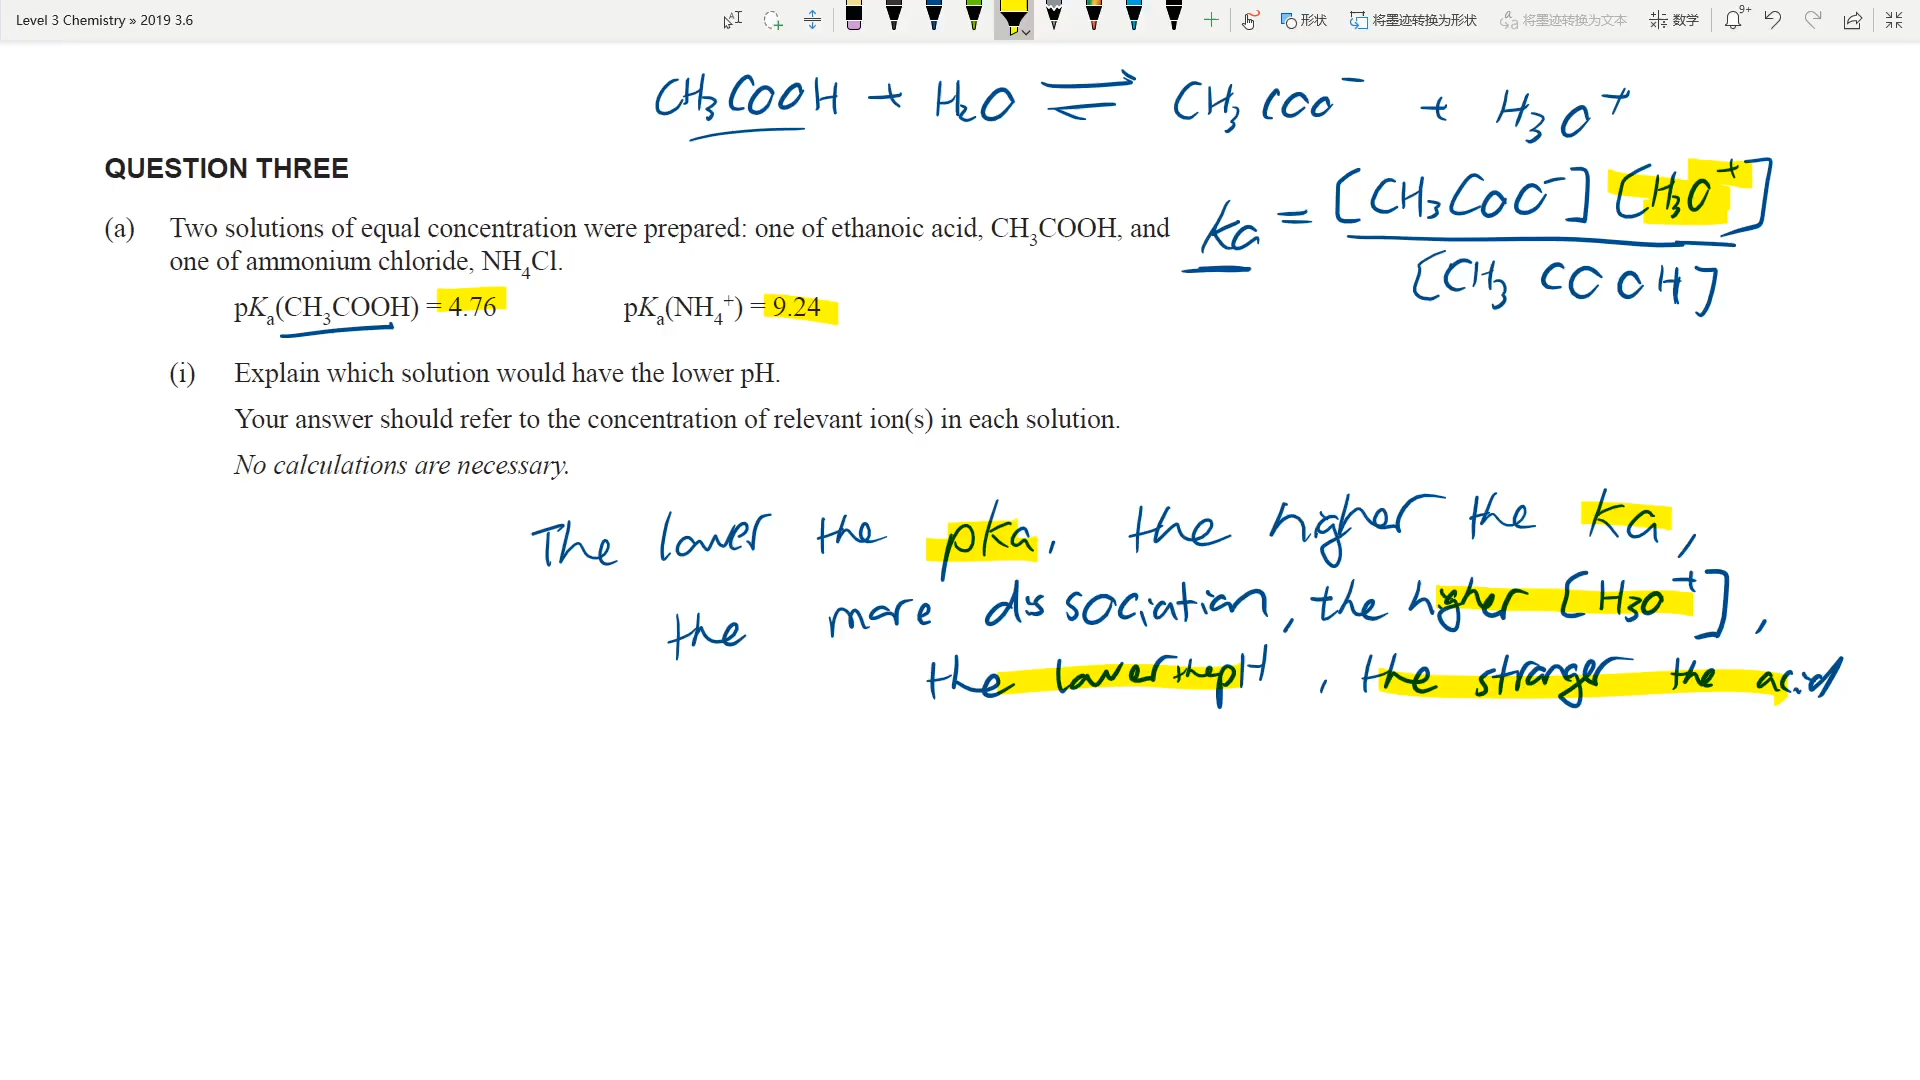 Level 3 Chemistry » 2019 3.6
形状 将墨迹转换为形状 将墨迹转换为文本 数学 9+
CH₃COOH + H₂O ⇌ CH₃COO⁻ + H₃O⁺
QUESTION THREE
ka = [CH₃COO⁻] [H₃O⁺] / [CH₃COOH]
(a) Two solutions of equal concentration were prepared: one of ethanoic acid, CH₃COOH, and
one of ammonium chloride, NH₄Cl.
pKₐ(CH₃COOH) = 4.76 pKₐ(NH₄⁺) = 9.24
(i) Explain which solution would have the lower pH.
Your answer should refer to the concentration of relevant ion(s) in each solution.
No calculations are necessary.
The lower the pka, the higher the ka,
the more dissociation, the higher [H₃O⁺],
the lower the pH, the stronger the acid